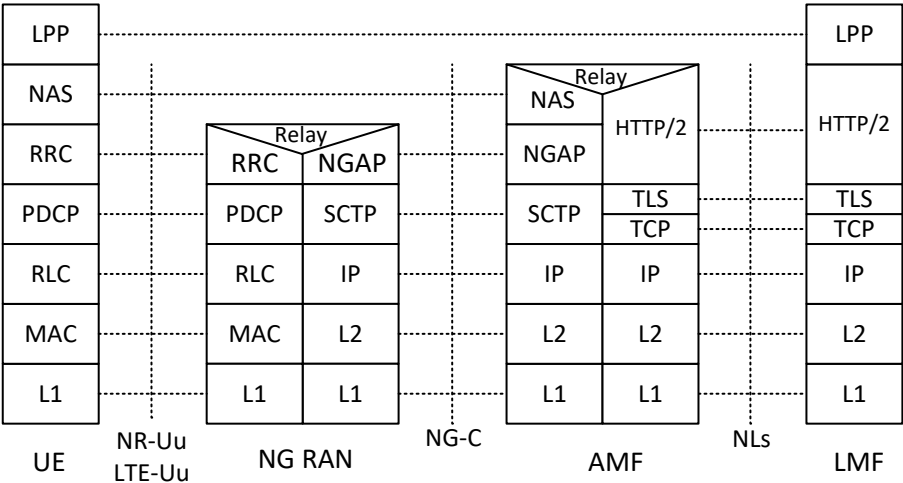 LPP
LPP
Relay
NAS
NAS
HTTP/2
HTTP/2
Relay
RRC
RRC
NGAP
NGAP
PDCP
PDCP
SCTP
SCTP
TLS
TLS
TCP
TCP
RLC
RLC
IP
IP
IP
IP
MAC
MAC
L2
L2
L2
L2
L1
L1
L1
L1
L1
L1
NR-Uu
LTE-Uu
NG-C
NLs
UE
NG RAN
AMF
LMF